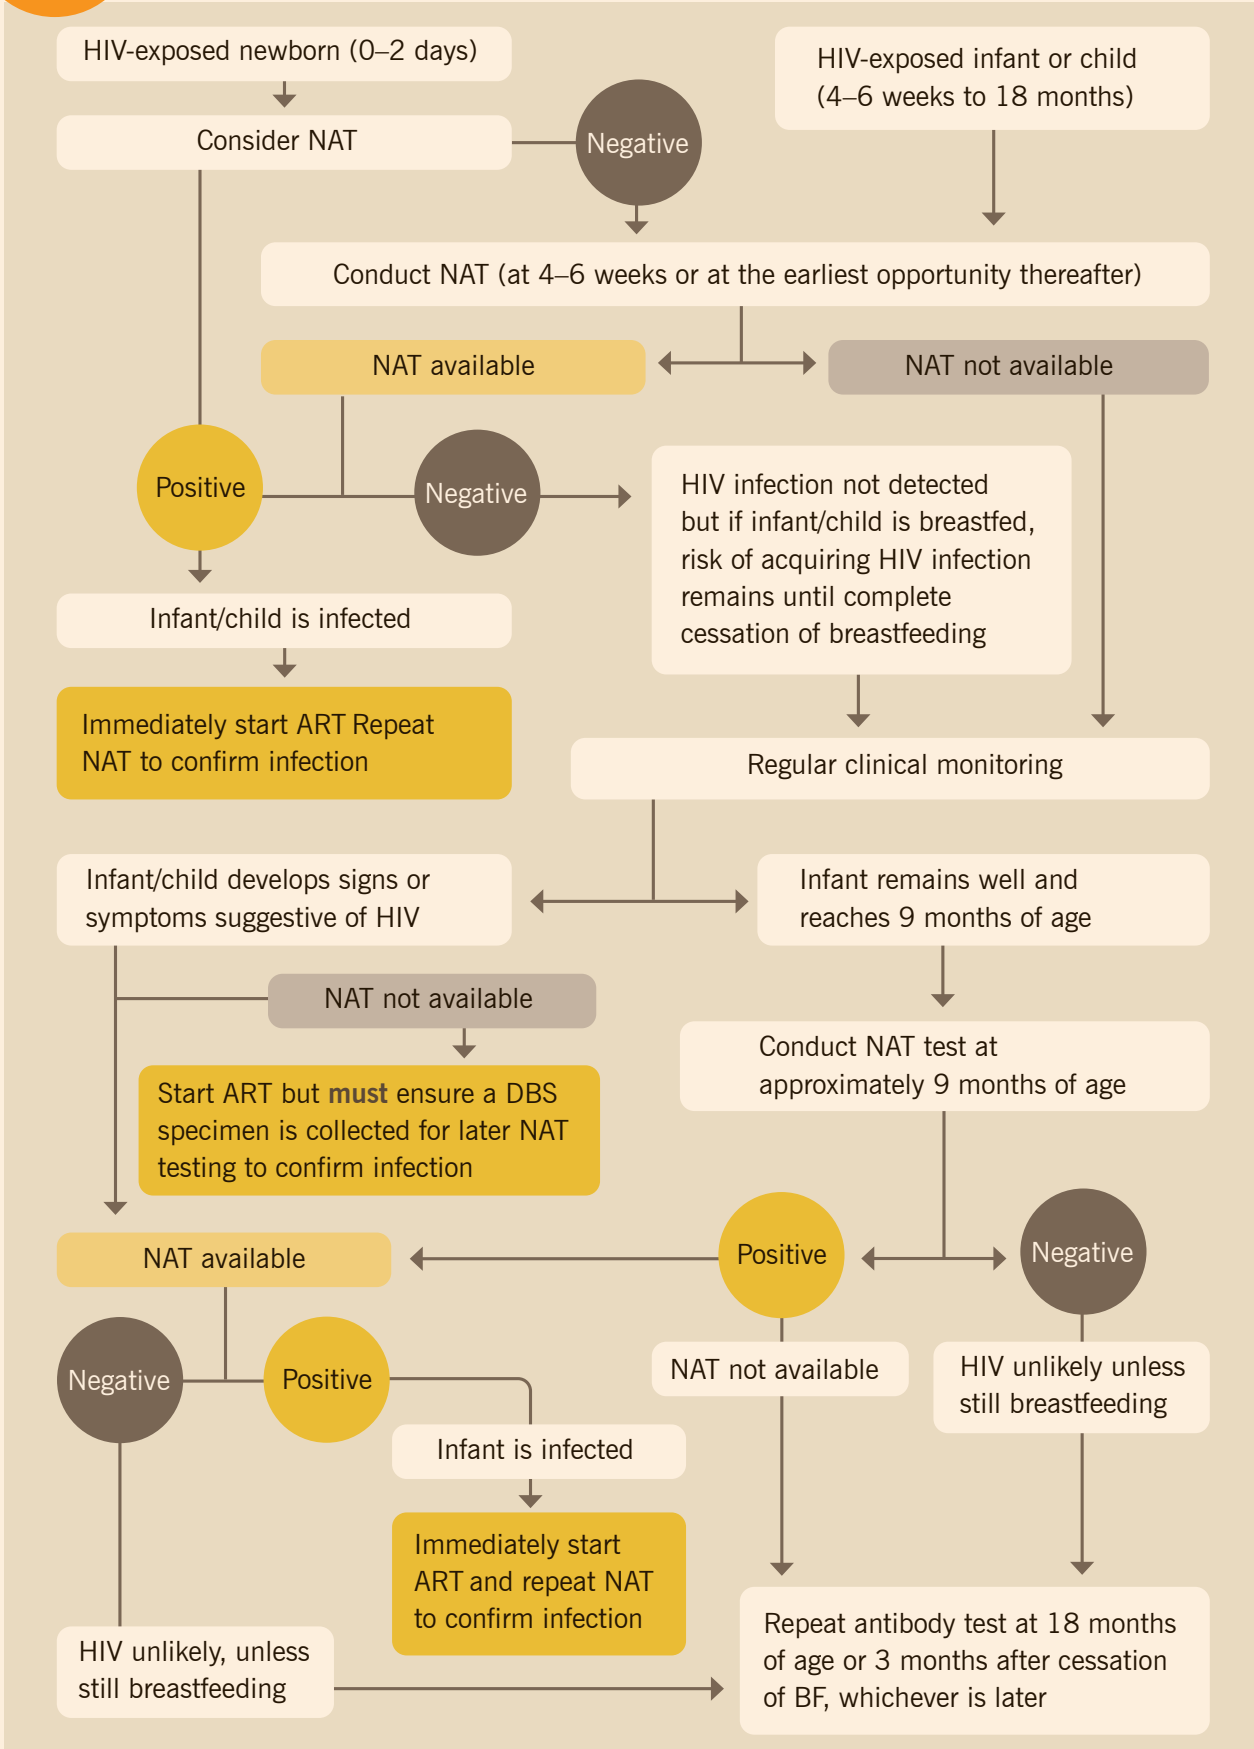 HIV-exposed newborn (0–2 days)
HIV-exposed infant or child
(4–6 weeks to 18 months)
Consider NAT
Negative
Conduct NAT (at 4–6 weeks or at the earliest opportunity thereafter)
NAT available
NAT not available
Positive
Negative
HIV infection not detected
but if infant/child is breastfed,
risk of acquiring HIV infection
remains until complete
cessation of breastfeeding
Infant/child is infected
Immediately start ART Repeat
NAT to confirm infection
Regular clinical monitoring
Infant/child develops signs or
symptoms suggestive of HIV
Infant remains well and
reaches 9 months of age
NAT not available
Start ART but must ensure a DBS
specimen is collected for later NAT
testing to confirm infection
Conduct NAT test at
approximately 9 months of age
NAT available
Positive
Negative
Negative
Positive
NAT not available
HIV unlikely unless
still breastfeeding
Infant is infected
Immediately start
ART and repeat NAT
to confirm infection
HIV unlikely, unless
still breastfeeding
Repeat antibody test at 18 months
of age or 3 months after cessation
of BF, whichever is later